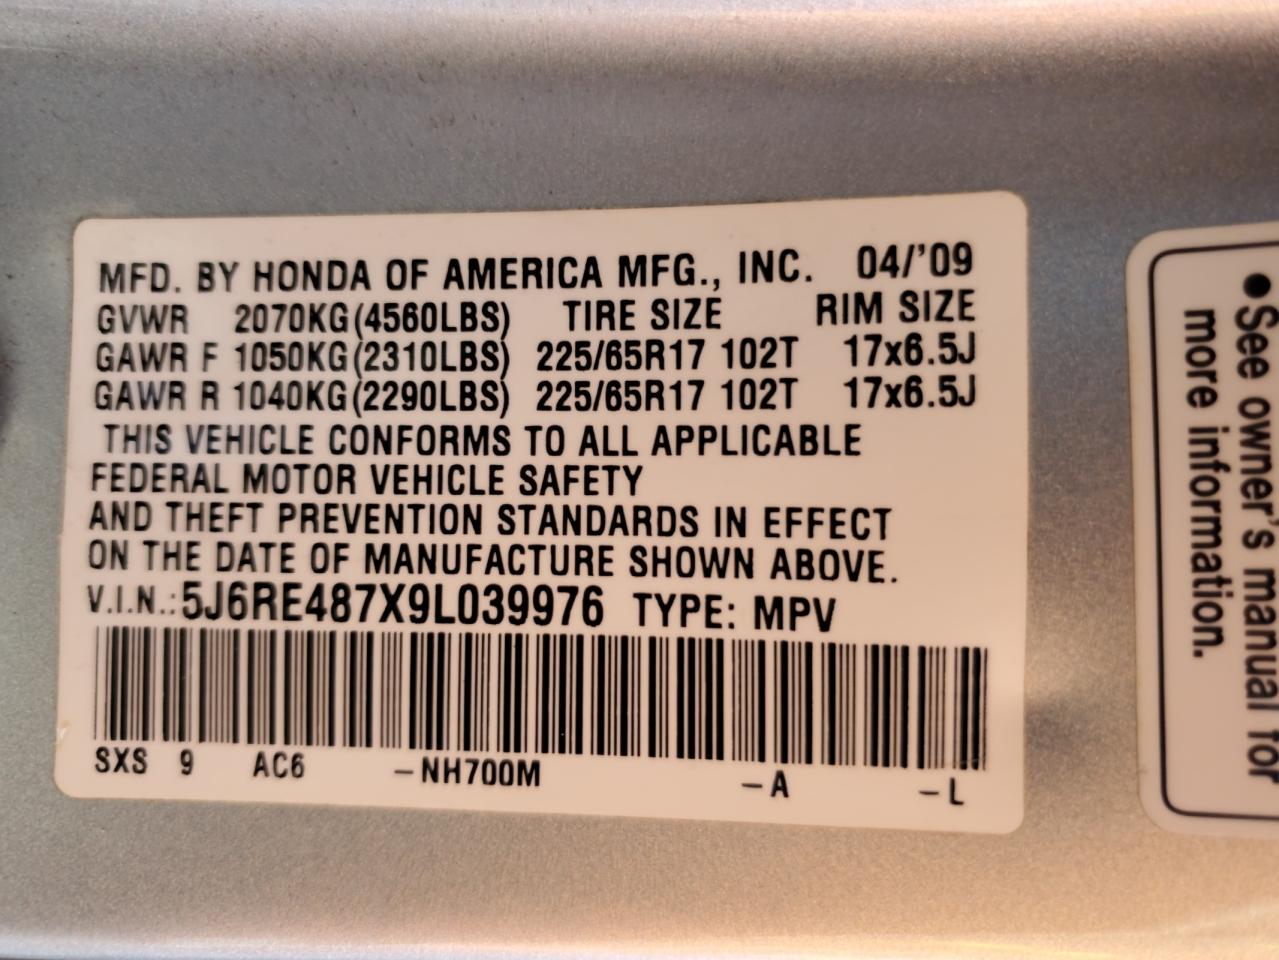 MFD. BY HONDA OF AMERICA MFG., INC. 04/'09
GVWR 2070KG(4560LBS) TIRE SIZE RIM SIZE
GAWR F 1050KG(2310LBS) 225/65R17 102T 17x6.5J
GAWR R 1040KG(2290LBS) 225/65R17 102T 17x6.5J
THIS VEHICLE CONFORMS TO ALL APPLICABLE
FEDERAL MOTOR VEHICLE SAFETY
AND THEFT PREVENTION STANDARDS IN EFFECT
ON THE DATE OF MANUFACTURE SHOWN ABOVE.
V.I.N.:5J6RE487X9L039976 TYPE: MPV
SXS 9 AC6 -NH700M -A -L
●See owner's manual for
more information.